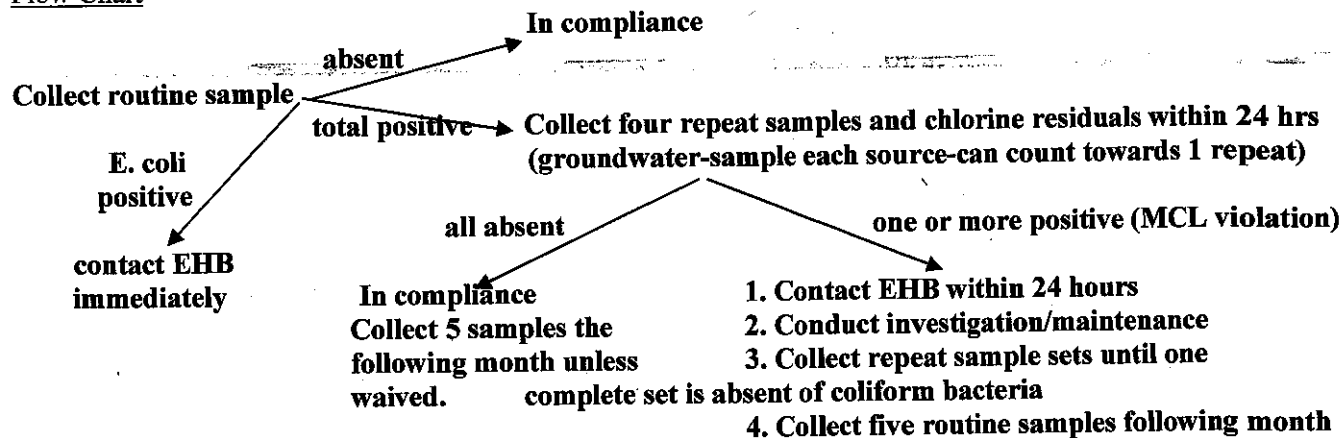 Flow Chart
In compliance
absent
Collect routine sample
total positive
Collect four repeat samples and chlorine residuals within 24 hrs
(groundwater-sample each source-can count towards 1 repeat)
E. coli
positive
contact EHB
immediately
all absent
one or more positive (MCL violation)
In compliance
Collect 5 samples the
following month unless
waived.
1. Contact EHB within 24 hours
2. Conduct investigation/maintenance
3. Collect repeat sample sets until one
complete set is absent of coliform bacteria
4. Collect five routine samples following month